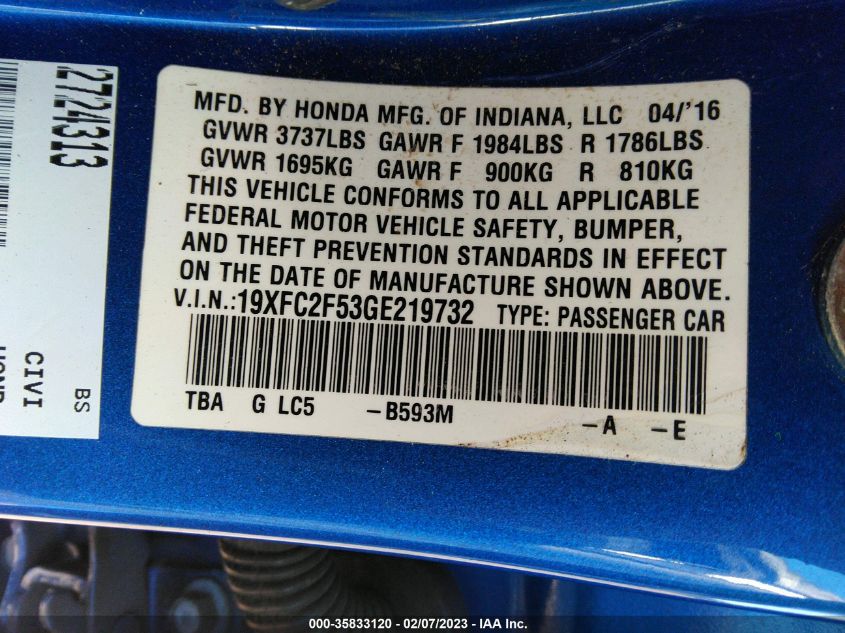 2724313
BS
CIVI
MFD. BY HONDA MFG. OF INDIANA, LLC 04/'16
GVWR 3737LBS GAWR F 1984LBS R 1786LBS
GVWR 1695KG GAWR F 900KG R 810KG
THIS VEHICLE CONFORMS TO ALL APPLICABLE
FEDERAL MOTOR VEHICLE SAFETY, BUMPER,
AND THEFT PREVENTION STANDARDS IN EFFECT
ON THE DATE OF MANUFACTURE SHOWN ABOVE.
V.I.N.:19XFC2F53GE219732 TYPE: PASSENGER CAR
TBA G LC5 -B593M -A -E
000-35833120 - 02/07/2023 - IAA Inc.